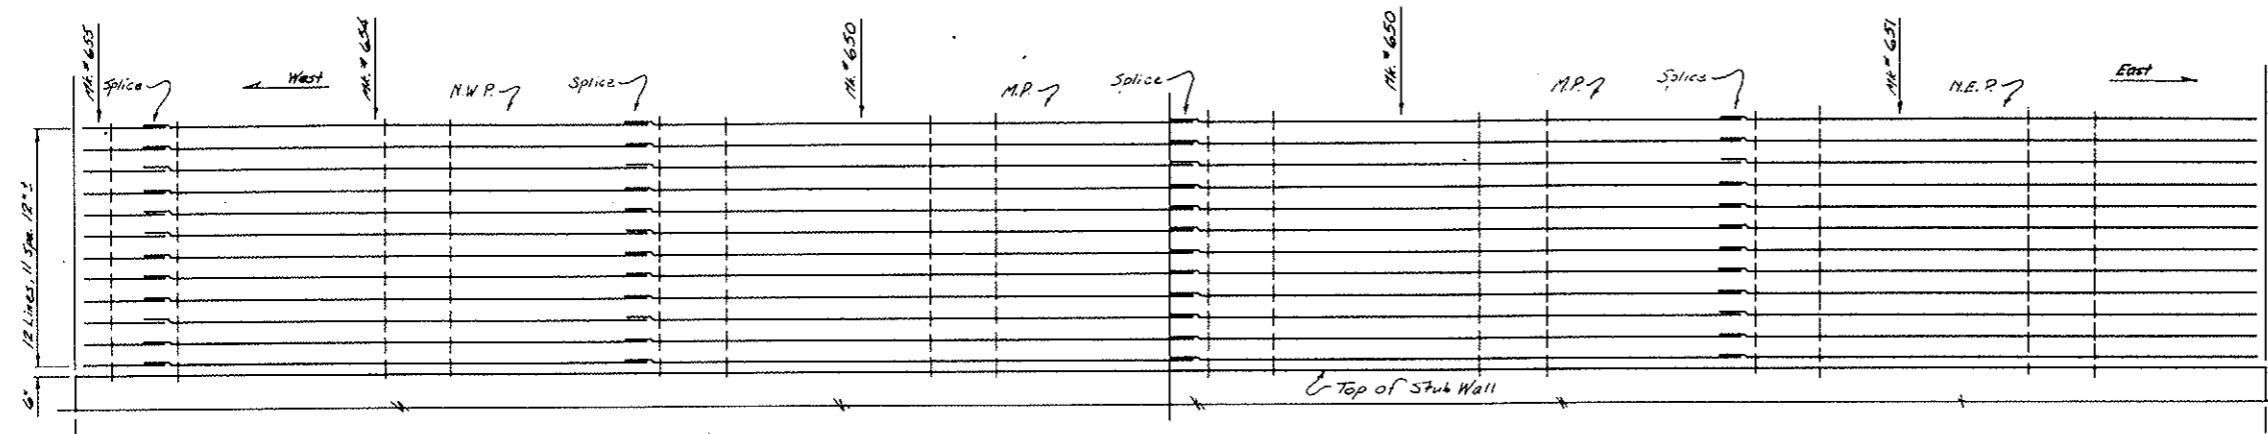 Mk. # 655
Splice
West
Mk. # 654
N.W.P.
Splice
Mk. # 650
M.P.
Splice
Mk. # 650
M.P.
Splice
Mk # 651
N.E.P.
East
12 Lines, 11 Spa. 12" ±
6"
Top of Stub Wall